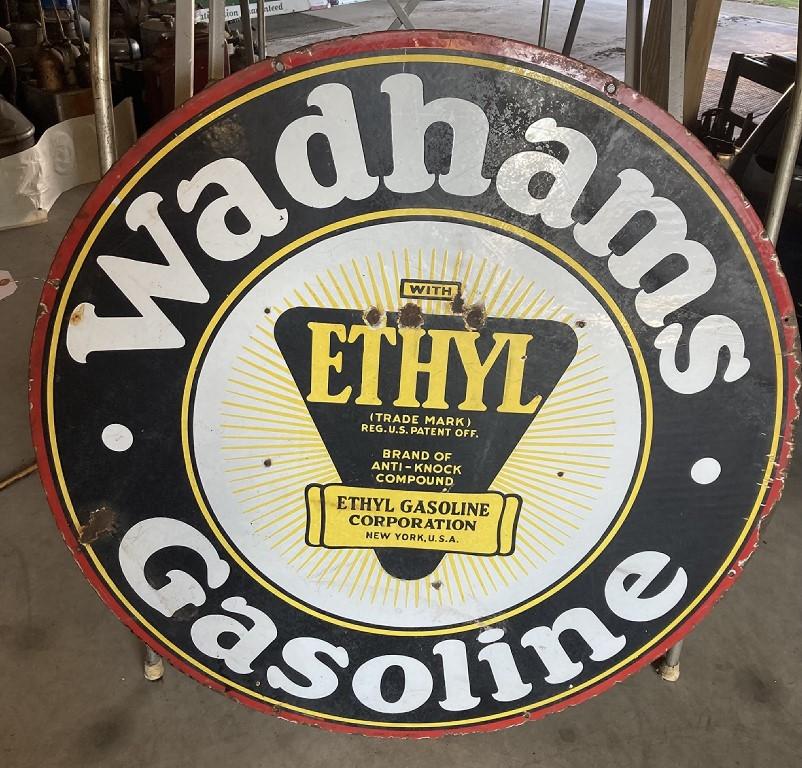 Wadhams
WITH
ETHYL
(TRADE MARK)
REG. U.S. PATENT OFF.
BRAND OF
ANTI-KNOCK
COMPOUND
ETHYL GASOLINE
CORPORATION
NEW YORK, U.S.A.
Gasoline